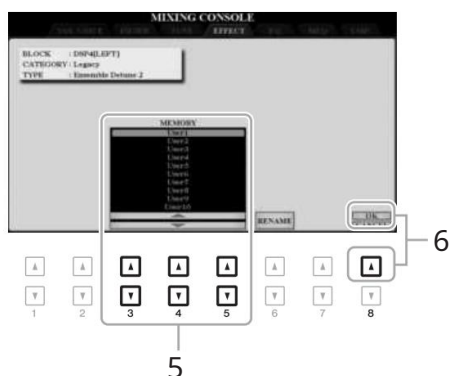 MIXING CONSOLE
VOL/VOICE FILTER TUNE EFFECT EQ
BLOCK : DSP4[LEFT]
CATEGORY : Legacy
TYPE : Ensemble Detune 2
MEMORY
User1
User2
User3
User4
User5
User6
User7
User8
User9
User10
RENAME
OK
6
1 2 3 4 5 6 7 8
5